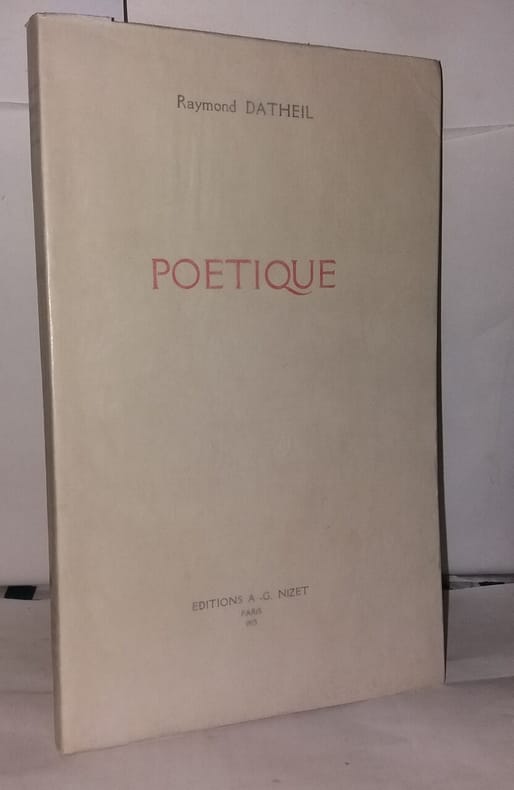 Raymond DATHEIL
POETIQUE
EDITIONS A.-G. NIZET
PARIS